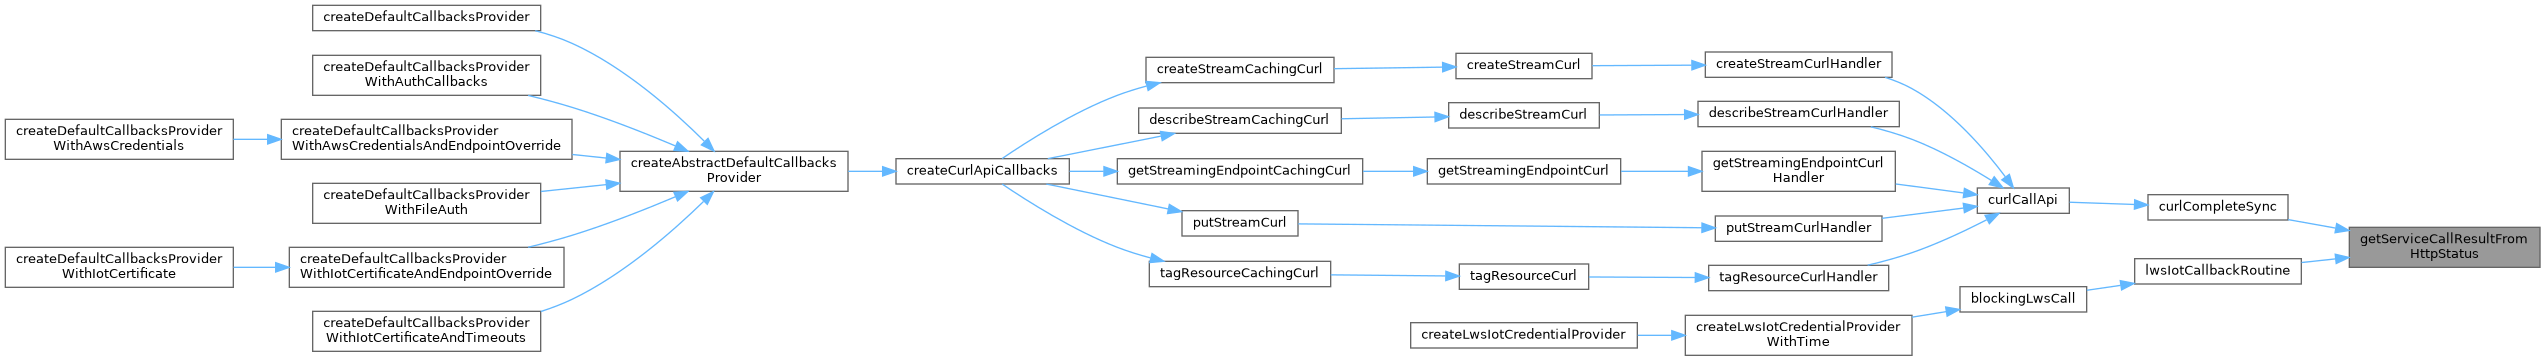 createDefaultCallbacksProvider
createDefaultCallbacksProvider
WithAuthCallbacks
createDefaultCallbacksProvider
WithAwsCredentials
createDefaultCallbacksProvider
WithAwsCredentialsAndEndpointOverride
createDefaultCallbacksProvider
WithFileAuth
createDefaultCallbacksProvider
WithIotCertificate
createDefaultCallbacksProvider
WithIotCertificateAndEndpointOverride
createDefaultCallbacksProvider
WithIotCertificateAndTimeouts
createAbstractDefaultCallbacks
Provider
createCurlApiCallbacks
createStreamCachingCurl
createStreamCurl
createStreamCurlHandler
describeStreamCachingCurl
describeStreamCurl
describeStreamCurlHandler
getStreamingEndpointCachingCurl
getStreamingEndpointCurl
getStreamingEndpointCurl
Handler
putStreamCurl
putStreamCurlHandler
tagResourceCachingCurl
tagResourceCurl
tagResourceCurlHandler
curlCallApi
curlCompleteSync
getServiceCallResultFrom
HttpStatus
lwsIotCallbackRoutine
blockingLwsCall
createLwsIotCredentialProvider
WithTime
createLwsIotCredentialProvider